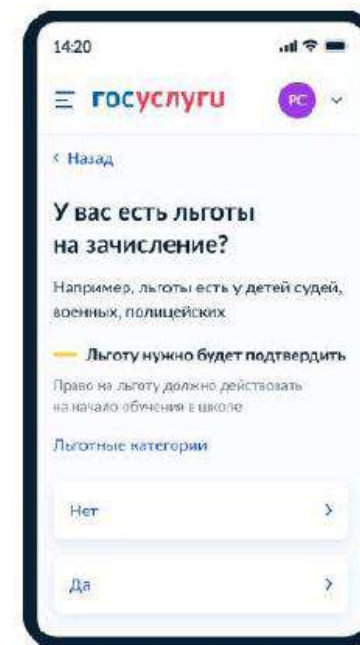 14:20
госуслуги
PC
Назад
У вас есть льготы
на зачисление?
Например, льготы есть у детей судей,
военных, полицейских
Льготу нужно будет подтвердить
Право на льготу должно действовать
на начало обучения в школе
Льготные категории
Нет
Да